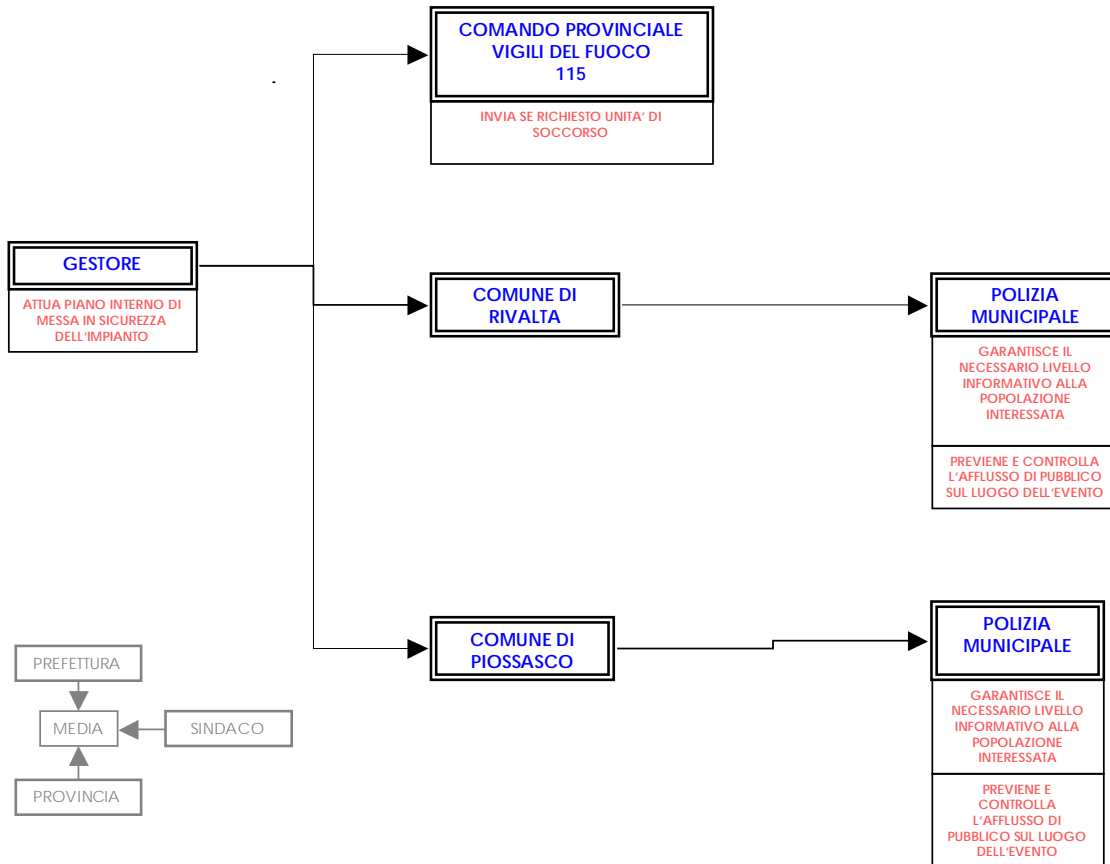 COMANDO PROVINCIALE
VIGILI DEL FUOCO
115
INVIA SE RICHIESTO UNITA' DI
SOCCORSO
GESTORE
ATTUA PIANO INTERNO DI
MESSA IN SICUREZZA
DELL'IMPIANTO
COMUNE DI
RIVALTA
POLIZIA
MUNICIPALE
GARANTISCE IL
NECESSARIO LIVELLO
INFORMATIVO ALLA
POPOLAZIONE
INTERESSATA
PREVIENE E CONTROLLA
L'AFFLUSSO DI PUBBLICO
SUL LUOGO DELL'EVENTO
COMUNE DI
PIOSSASCO
POLIZIA
MUNICIPALE
GARANTISCE IL
NECESSARIO LIVELLO
INFORMATIVO ALLA
POPOLAZIONE
INTERESSATA
PREVIENE E
CONTROLLA
L'AFFLUSSO DI
PUBBLICO SUL LUOGO
DELL'EVENTO
PREFETTURA
MEDIA
SINDACO
PROVINCIA